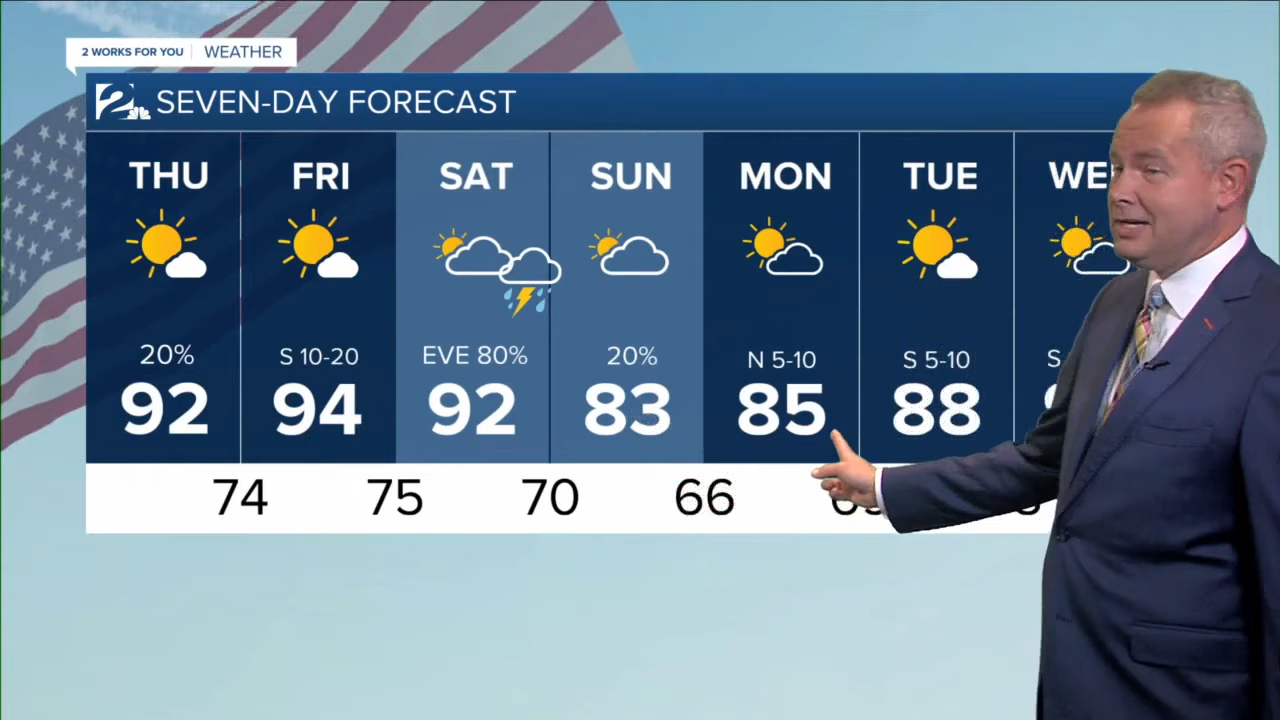 2 WORKS FOR YOU | WEATHER
2 SEVEN-DAY FORECAST
THU FRI SAT SUN MON TUE
20% S 10-20 EVE 80% 20% N 5-10 S 5-10
92 94 92 83 85 88
74 75 70 66